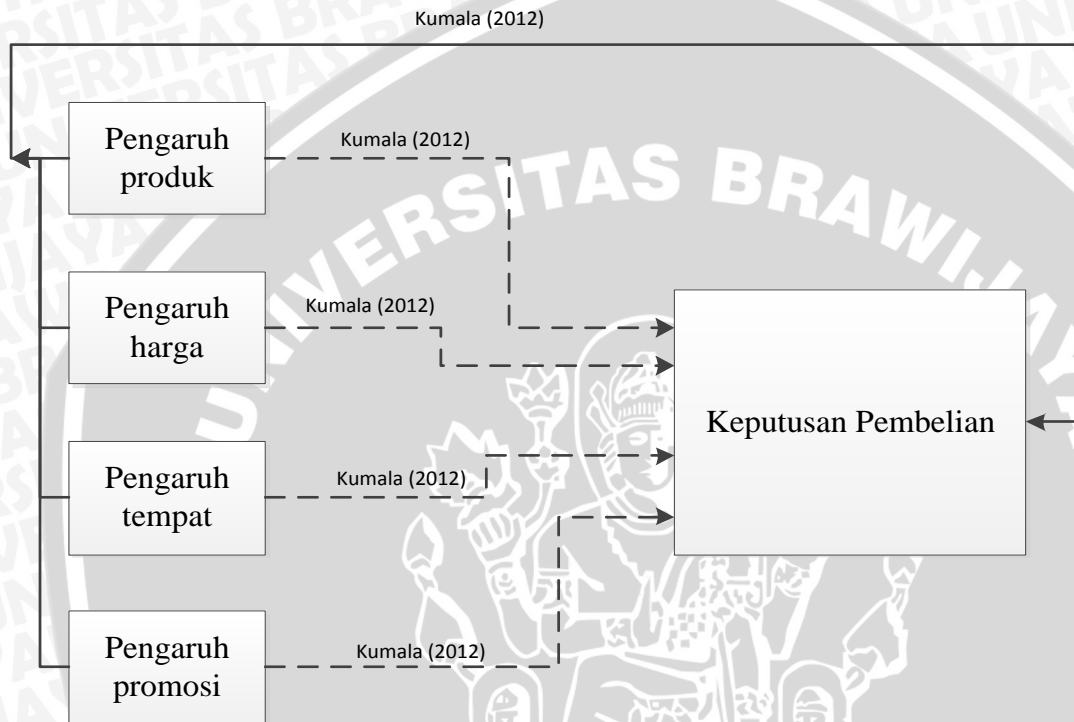 Kumala (2012)
Pengaruh
produk
Kumala (2012)
Pengaruh
harga
Kumala (2012)
Pengaruh
tempat
Kumala (2012)
Pengaruh
promosi
Kumala (2012)
Keputusan Pembelian
UNIVERSITAS BRAWIJAYA